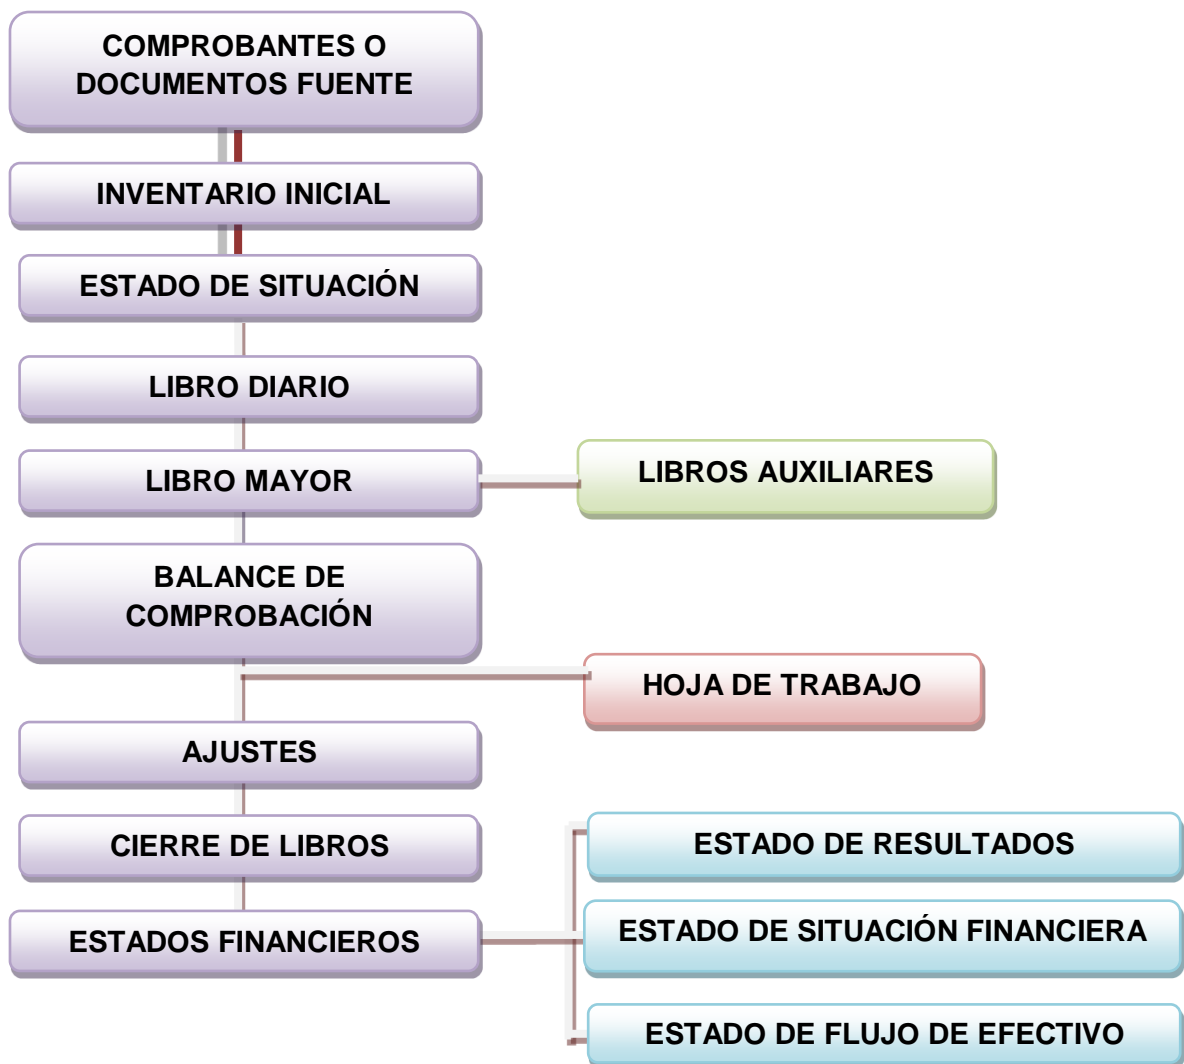 COMPROBANTES O
DOCUMENTOS FUENTE
INVENTARIO INICIAL
ESTADO DE SITUACIÓN
LIBRO DIARIO
LIBRO MAYOR
LIBROS AUXILIARES
BALANCE DE
COMPROBACIÓN
HOJA DE TRABAJO
AJUSTES
CIERRE DE LIBROS
ESTADO DE RESULTADOS
ESTADOS FINANCIEROS
ESTADO DE SITUACIÓN FINANCIERA
ESTADO DE FLUJO DE EFECTIVO